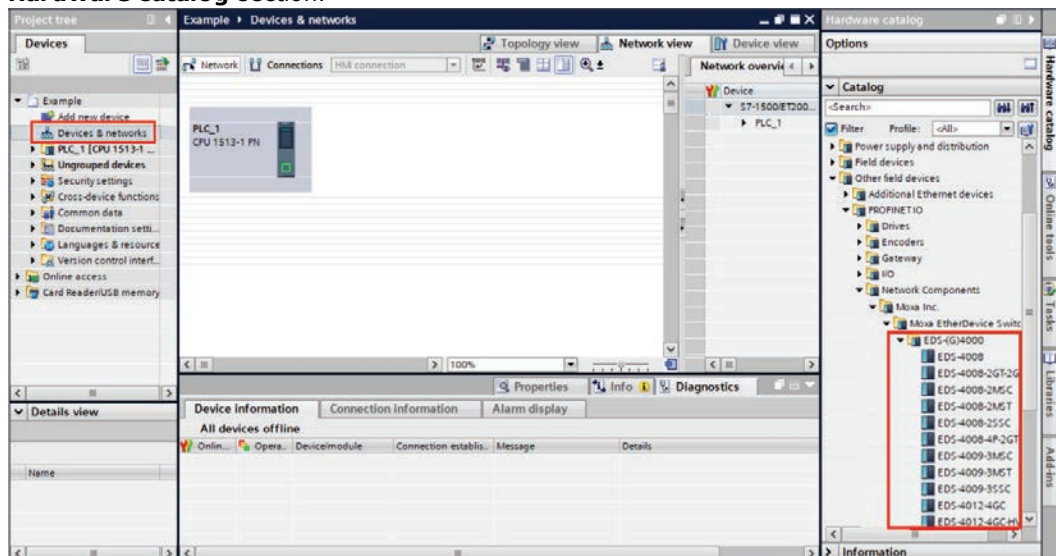 Hardware catalog section.
Project tree
Example ▸ Devices & networks
Hardware catalog
Devices
Topology view
Network view
Device view
Options
Network
Connections
HMI connection
Network overvi
Device
S7-1500/ET200...
PLC_1
Example
Add new device
Devices & networks
PLC_1 [CPU 1513-1 ...
Ungrouped devices
Security settings
Cross-device functions
Common data
Documentation setti...
Languages & resource
Version control interf...
Online access
Card Reader/USB memory
PLC_1
CPU 1513-1 PN
100%
Catalog
<Search>
Filter
Profile:
<All>
Power supply and distribution
Field devices
Other field devices
Additional Ethernet devices
PROFINET IO
Drives
Encoders
Gateway
I/O
Network Components
Moxa Inc.
Moxa EtherDevice Switc
EDS-(G)4000
EDS-4008
EDS-4008-2GT-2G
EDS-4008-2MSC
EDS-4008-2MST
EDS-4008-2SSC
EDS-4008-4P-2GT
EDS-4009-3MSC
EDS-4009-3MST
EDS-4009-3SSC
EDS-4012-4GC
EDS-4012-4GC-HV
Information
Hardware catalog
Online tools
Tasks
Libraries
Add-ins
Properties
Info
Diagnostics
Device information
Connection information
Alarm display
All devices offline
Onlin...
Opera...
Device/module
Connection establis...
Message
Details
Details view
Name